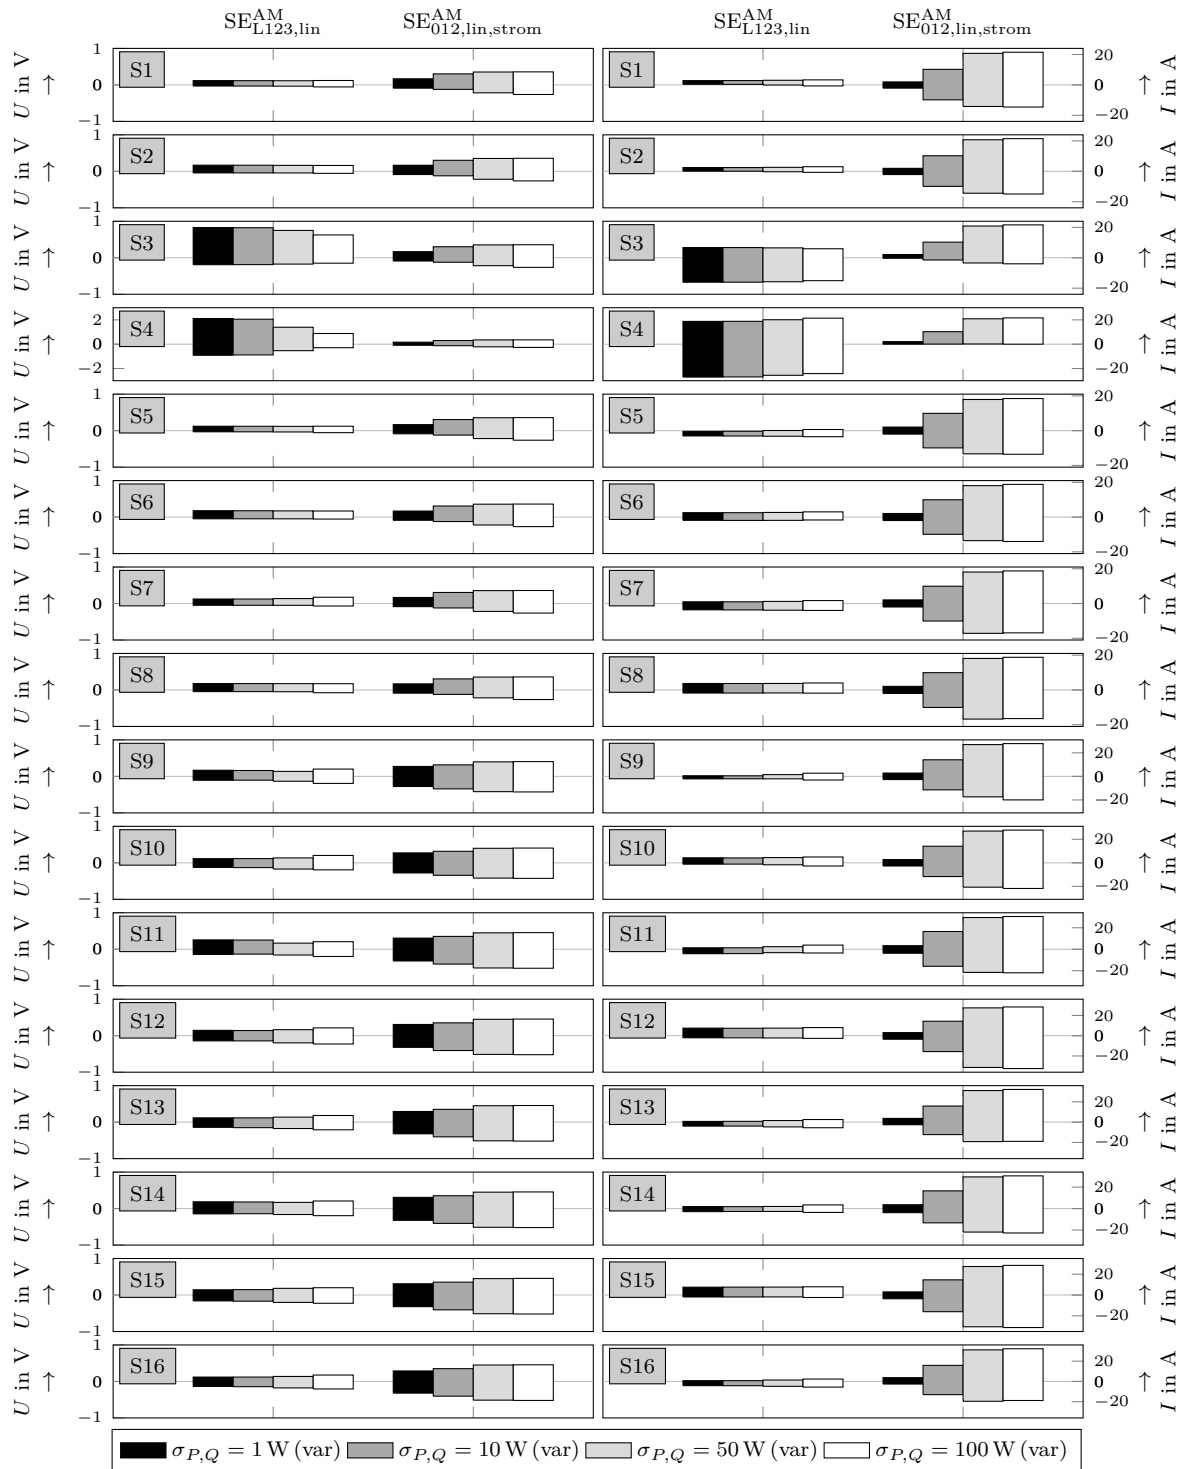 SE^AM_L123,lin SE^AM_012,lin,strom SE^AM_L123,lin SE^AM_012,lin,strom
U in V → 1 0 −1 S1 S1 20 0 −20 I in A →
U in V → 1 0 −1 S2 S2 20 0 −20 I in A →
U in V → 1 0 −1 S3 S3 20 0 −20 I in A →
U in V → 2 0 −2 S4 S4 20 0 −20 I in A →
U in V → 1 0 −1 S5 S5 20 0 −20 I in A →
U in V → 1 0 −1 S6 S6 20 0 −20 I in A →
U in V → 1 0 −1 S7 S7 20 0 −20 I in A →
U in V → 1 0 −1 S8 S8 20 0 −20 I in A →
U in V → 1 0 −1 S9 S9 20 0 −20 I in A →
U in V → 1 0 −1 S10 S10 20 0 −20 I in A →
U in V → 1 0 −1 S11 S11 20 0 −20 I in A →
U in V → 1 0 −1 S12 S12 20 0 −20 I in A →
U in V → 1 0 −1 S13 S13 20 0 −20 I in A →
U in V → 1 0 −1 S14 S14 20 0 −20 I in A →
U in V → 1 0 −1 S15 S15 20 0 −20 I in A →
U in V → 1 0 −1 S16 S16 20 0 −20 I in A →
σ_P,Q = 1 W (var) σ_P,Q = 10 W (var) σ_P,Q = 50 W (var) σ_P,Q = 100 W (var)